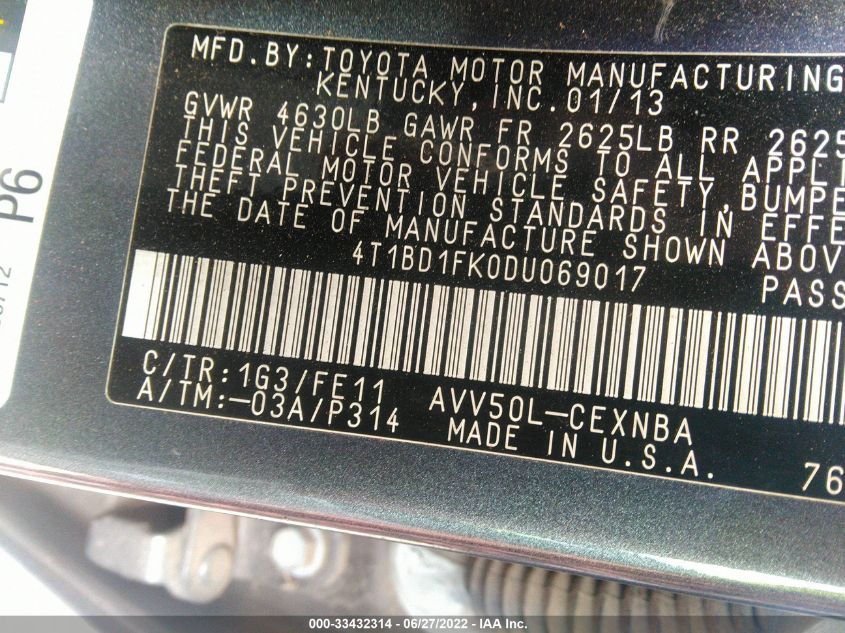 MFD.BY:TOYOTA MOTOR MANUFACTURING
KENTUCKY,INC.01/13
GVWR 4630LB GAWR FR 2625LB RR 2625
THIS VEHICLE CONFORMS TO ALL APPLI
FEDERAL MOTOR VEHICLE SAFETY,BUMPE
THEFT PREVENTION STANDARDS IN EFFE
THE DATE OF MANUFACTURE SHOWN ABOV
4T1BD1FK0DU069017 PASS
C/TR:1G3/FE11 AVV50L-CEXNBA
A/TM:-03A/P314 MADE IN U.S.A. 76
P6
000-33432314 - 06/27/2022 - IAA Inc.